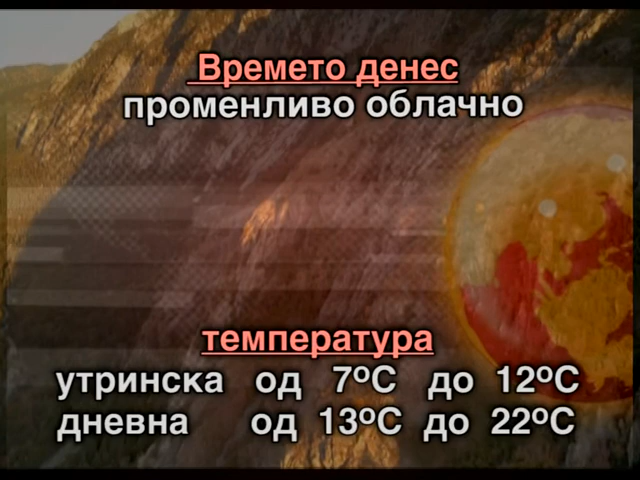 Времето денес
променливо облачно
температура
утринска од 7ºC до 12ºC
дневна од 13ºC до 22ºC